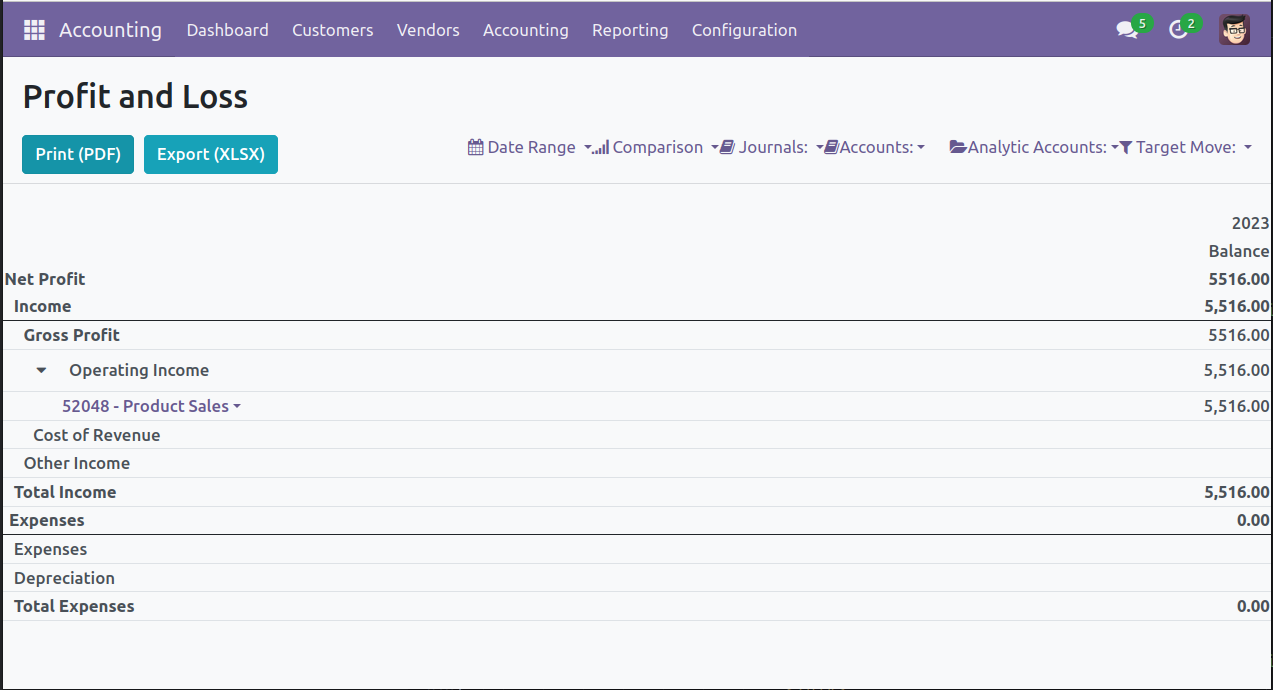 Accounting Dashboard Customers Vendors Accounting Reporting Configuration 5 2
Profit and Loss
Print (PDF) Export (XLSX) Date Range Comparison Journals: Accounts: Analytic Accounts: Target Move:
2023
Balance
Net Profit 5516.00
Income 5,516.00
Gross Profit 5516.00
Operating Income 5,516.00
52048 - Product Sales 5,516.00
Cost of Revenue
Other Income
Total Income 5,516.00
Expenses 0.00
Expenses
Depreciation
Total Expenses 0.00